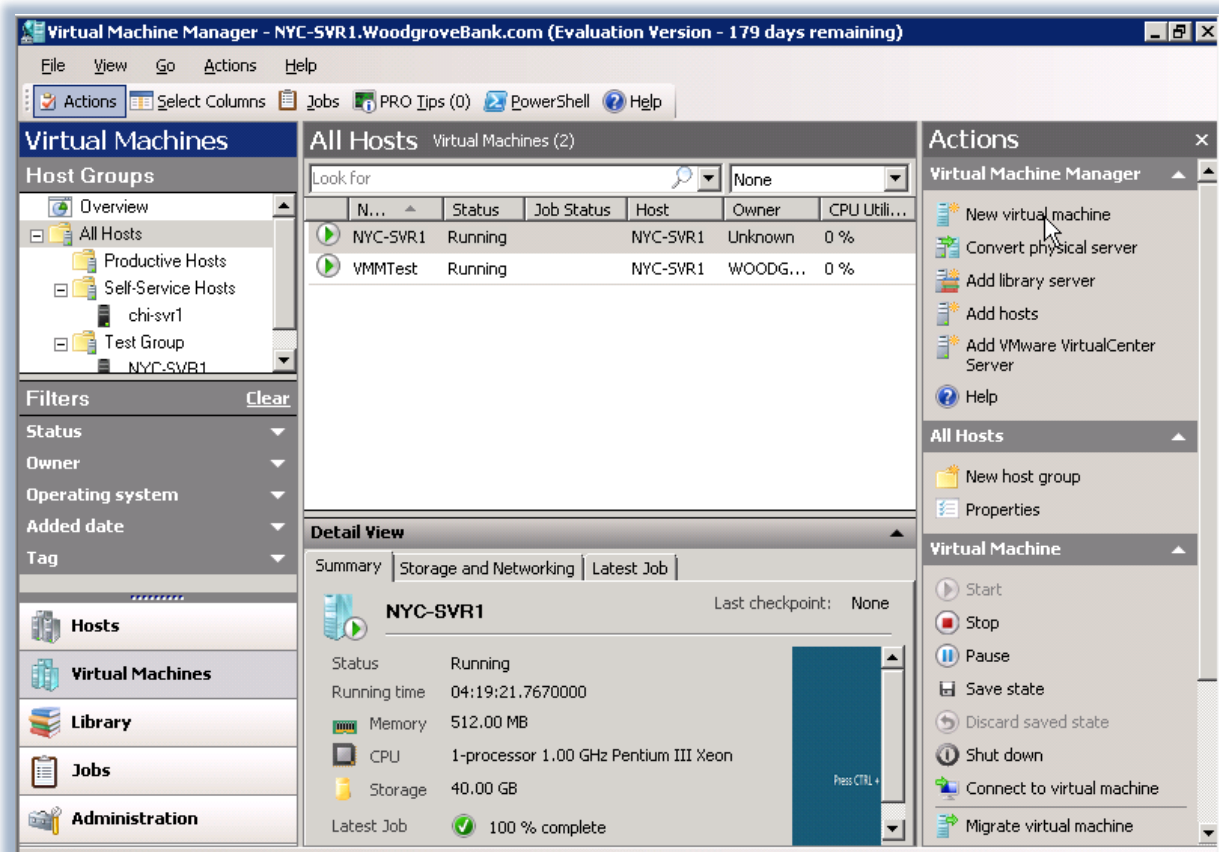 Virtual Machine Manager - NYC-SVR1.WoodgroveBank.com (Evaluation Version - 179 days remaining)
File View Go Actions Help
Actions Select Columns Jobs PRO Tips (0) PowerShell Help
Virtual Machines
Host Groups
Overview
All Hosts
Productive Hosts
Self-Service Hosts
chi-svr1
Test Group
NYC-SVR1
Filters Clear
Status
Owner
Operating system
Added date
Tag
Hosts
Virtual Machines
Library
Jobs
Administration
All Hosts Virtual Machines (2)
Look for None
N... Status Job Status Host Owner CPU Utili...
NYC-SVR1 Running NYC-SVR1 Unknown 0 %
VMMTest Running NYC-SVR1 WOODG... 0 %
Detail View
Summary Storage and Networking Latest Job
NYC-SVR1 Last checkpoint: None
Status Running
Running time 04:19:21.7670000
Memory 512.00 MB
CPU 1-processor 1.00 GHz Pentium III Xeon
Storage 40.00 GB
Latest Job 100 % complete
Press CTRL +
Actions
Virtual Machine Manager
New virtual machine
Convert physical server
Add library server
Add hosts
Add VMware VirtualCenter
Server
Help
All Hosts
New host group
Properties
Virtual Machine
Start
Stop
Pause
Save state
Discard saved state
Shut down
Connect to virtual machine
Migrate virtual machine